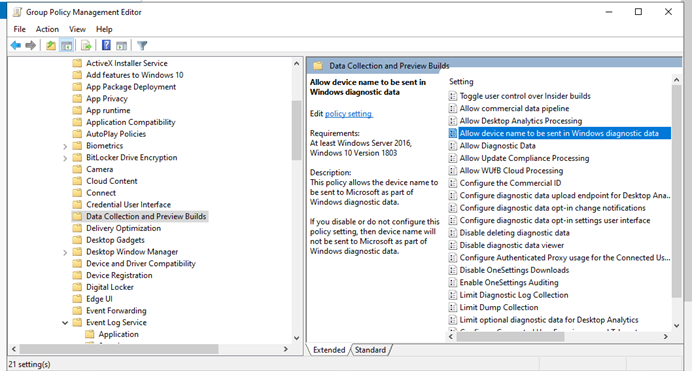 Group Policy Management Editor
File Action View Help
ActiveX Installer Service
Add features to Windows 10
App Package Deployment
App Privacy
App runtime
Application Compatibility
AutoPlay Policies
Biometrics
BitLocker Drive Encryption
Camera
Cloud Content
Connect
Credential User Interface
Data Collection and Preview Builds
Delivery Optimization
Desktop Gadgets
Desktop Window Manager
Device and Driver Compatibility
Device Registration
Digital Locker
Edge UI
Event Forwarding
Event Log Service
Application
Data Collection and Preview Builds
Allow device name to be sent in
Windows diagnostic data
Edit policy setting
Requirements:
At least Windows Server 2016,
Windows 10 Version 1803
Description:
This policy allows the device name to
be sent to Microsoft as part of
Windows diagnostic data.
If you disable or do not configure this
policy setting, then device name will
not be sent to Microsoft as part of
Windows diagnostic data.
Setting
Toggle user control over Insider builds
Allow commercial data pipeline
Allow Desktop Analytics Processing
Allow device name to be sent in Windows diagnostic data
Allow Diagnostic Data
Allow Update Compliance Processing
Allow WUfB Cloud Processing
Configure the Commercial ID
Configure diagnostic data upload endpoint for Desktop Ana...
Configure diagnostic data opt-in change notifications
Configure diagnostic data opt-in settings user interface
Disable deleting diagnostic data
Disable diagnostic data viewer
Configure Authenticated Proxy usage for the Connected Us...
Disable OneSettings Downloads
Enable OneSettings Auditing
Limit Diagnostic Log Collection
Limit Dump Collection
Limit optional diagnostic data for Desktop Analytics
Extended Standard
21 setting(s)